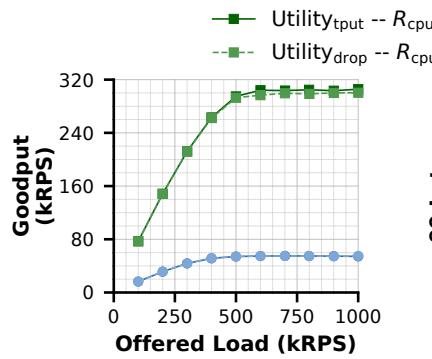 Utility_tput -- R_cpu
Utility_drop -- R_cpu
320
240
160
80
0
Goodput
(kRPS)
0 250 500 750 1000
Offered Load (kRPS)